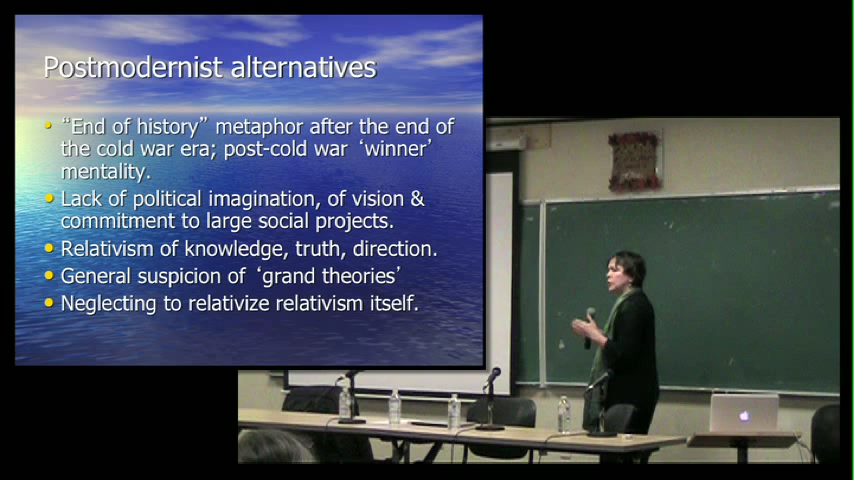 Postmodernist alternatives
• “End of history” metaphor after the end of
the cold war era; post-cold war ‘winner’
mentality.
• Lack of political imagination, of vision &
commitment to large social projects.
• Relativism of knowledge, truth, direction.
• General suspicion of ‘grand theories’
• Neglecting to relativize relativism itself.